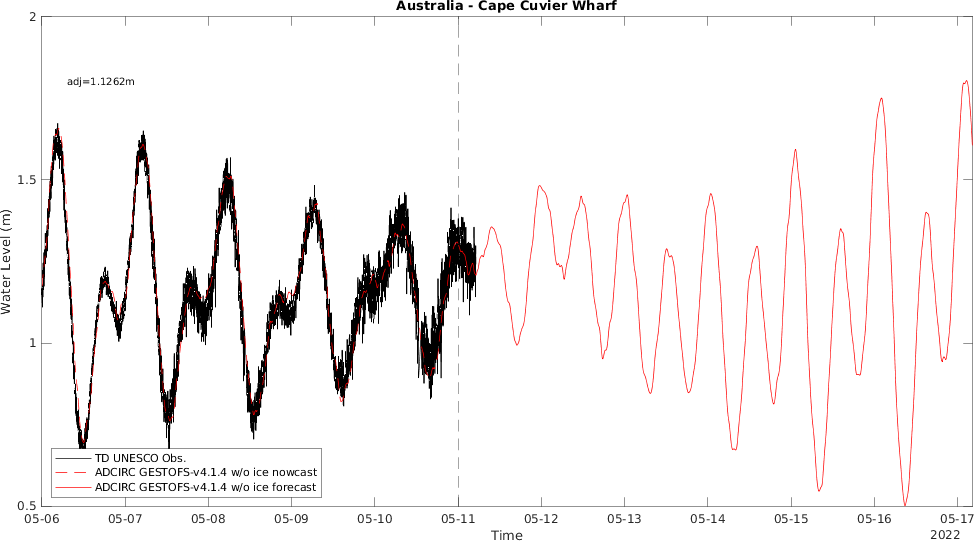 Australia - Cape Cuvier Wharf
2
adj=1.1262m
1.5
Water Level (m)
1
TD UNESCO Obs.
ADCIRC GESTOFS-v4.1.4 w/o ice nowcast
ADCIRC GESTOFS-v4.1.4 w/o ice forecast
0.5
05-06 05-07 05-08 05-09 05-10 05-11 05-12 05-13 05-14 05-15 05-16 05-17
Time
2022